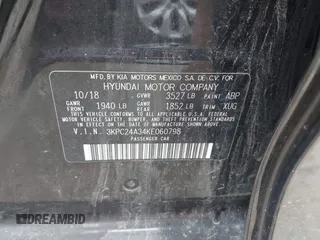 MFD.BY KIA MOTORS MEXICO S.A DE C.V FOR
HYUNDAI MOTOR COMPANY
10/18 GVWR 3527 LB PAINT ABP
GAWR FRONT 1940 LB GAWR REAR 1852 LB TRIM XUG
THIS VEHICLE CONFORMS TO ALL APPLICABLE
U.S. FEDERAL MOTOR VEHICLE SAFETY, BUMPER,
AND THEFT PREVENTION STANDARDS IN EFFECT ON
THE DATE OF MANUFACTURE SHOWN ABOVE.
V.I.N. 3KPC24A34KE060798
PASSENGER CAR
DREAMBID